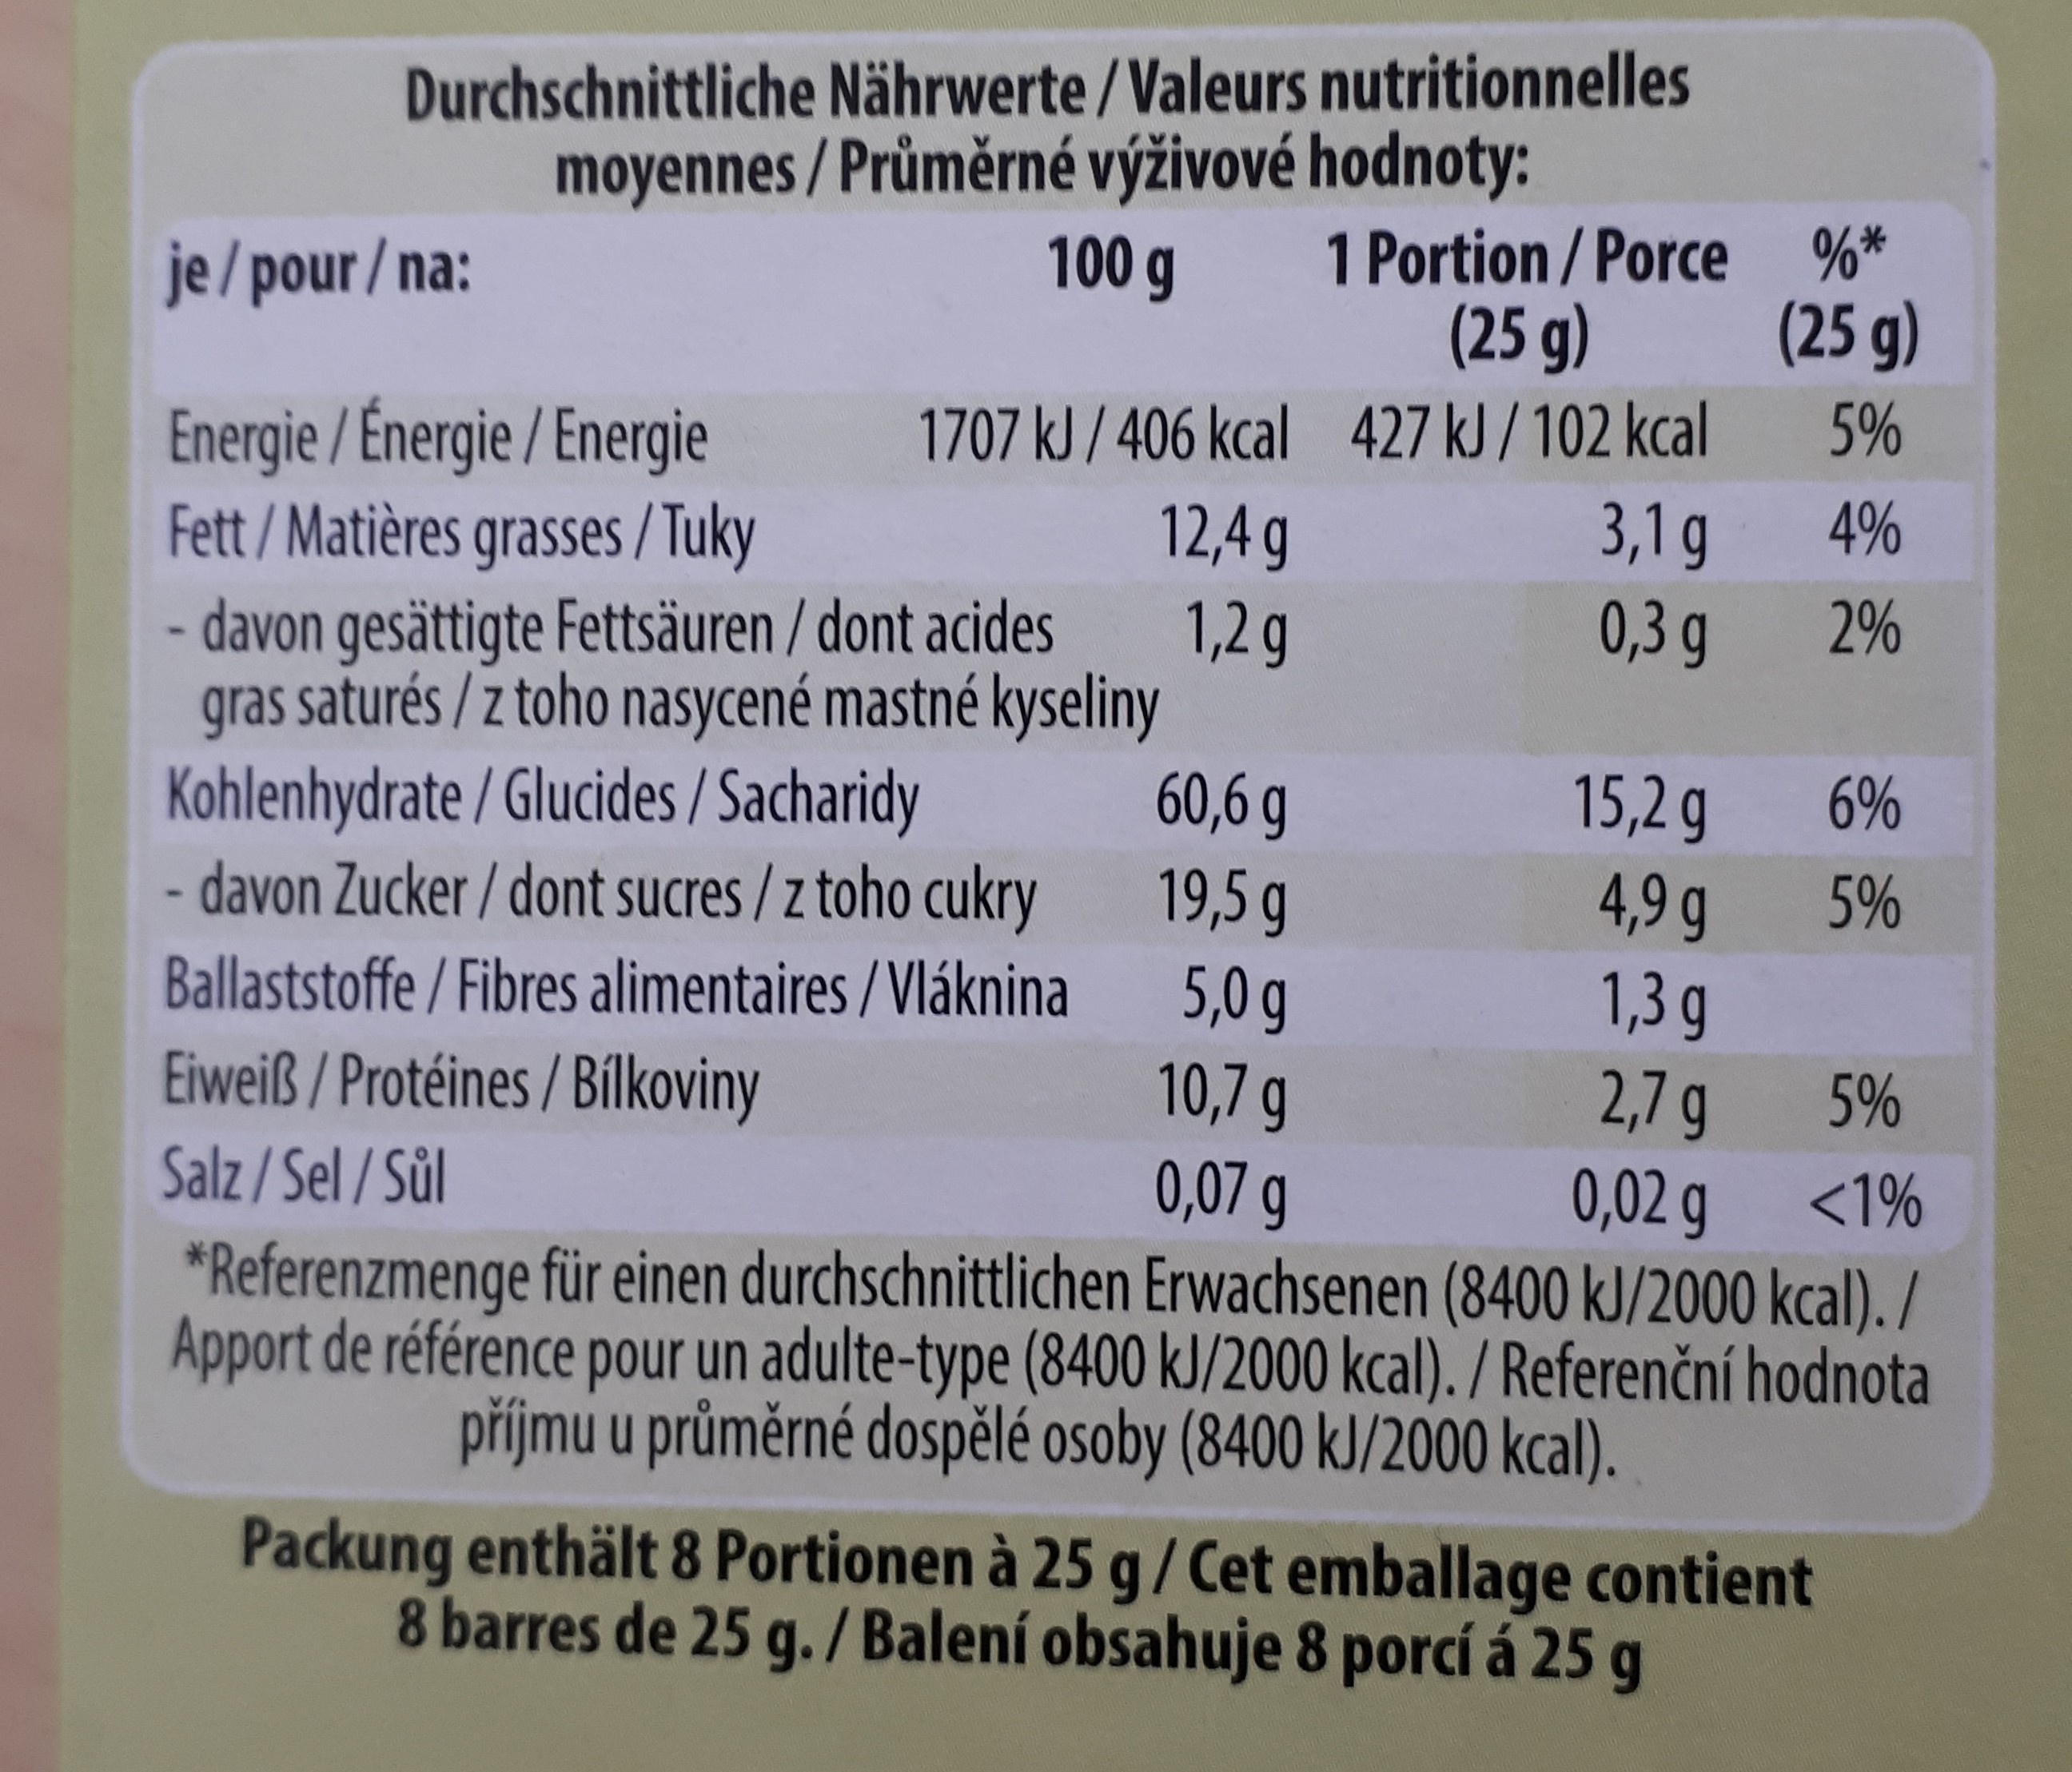 Durchschnittliche Nährwerte / Valeurs nutritionnelles
moyennes / Průměrné výživové hodnoty:
je / pour / na: 100 g 1 Portion / Porce %*
(25 g) (25 g)
Energie / Énergie / Energie 1707 kJ / 406 kcal 427 kJ / 102 kcal 5%
Fett / Matières grasses / Tuky 12,4 g 3,1 g 4%
- davon gesättigte Fettsäuren / dont acides 1,2 g 0,3 g 2%
gras saturés / z toho nasycené mastné kyseliny
Kohlenhydrate / Glucides / Sacharidy 60,6 g 15,2 g 6%
- davon Zucker / dont sucres / z toho cukry 19,5 g 4,9 g 5%
Ballaststoffe / Fibres alimentaires / Vláknina 5,0 g 1,3 g
Eiweiß / Protéines / Bílkoviny 10,7 g 2,7 g 5%
Salz / Sel / Sůl 0,07 g 0,02 g <1%
*Referenzmenge für einen durchschnittlichen Erwachsenen (8400 kJ/2000 kcal). /
Apport de référence pour un adulte-type (8400 kJ/2000 kcal). / Referenční hodnota
příjmu u průměrné dospělé osoby (8400 kJ/2000 kcal).
Packung enthält 8 Portionen à 25 g / Cet emballage contient
8 barres de 25 g. / Balení obsahuje 8 porcí á 25 g